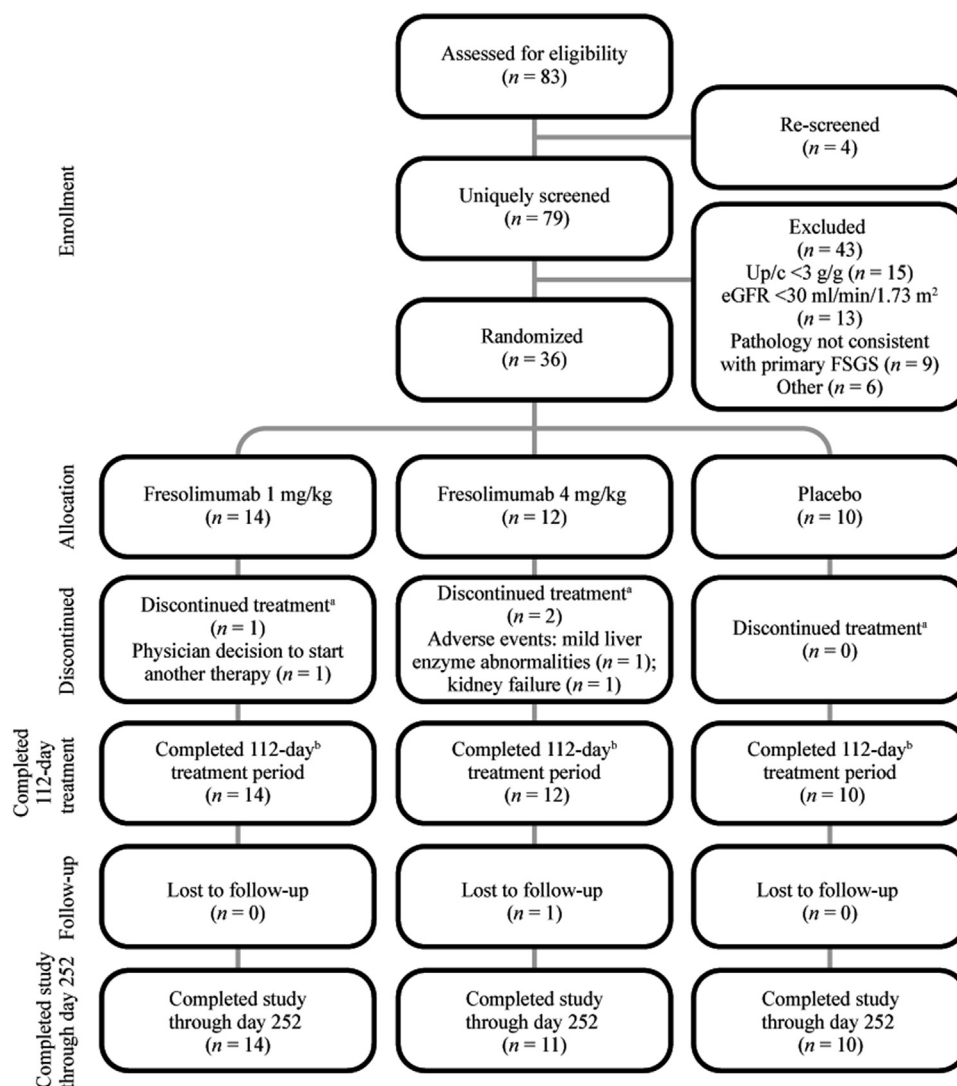 Assessed for eligibility
(n = 83)
Re-screened
(n = 4)
Enrollment
Uniquely screened
(n = 79)
Excluded
(n = 43)
Up/c <3 g/g (n = 15)
eGFR <30 ml/min/1.73 m²
(n = 13)
Pathology not consistent
with primary FSGS (n = 9)
Other (n = 6)
Randomized
(n = 36)
Allocation
Fresolimumab 1 mg/kg
(n = 14)
Fresolimumab 4 mg/kg
(n = 12)
Placebo
(n = 10)
Discontinued
Discontinued treatmentᵃ
(n = 1)
Physician decision to start
another therapy (n = 1)
Discontinued treatmentᵃ
(n = 2)
Adverse events: mild liver
enzyme abnormalities (n = 1);
kidney failure (n = 1)
Discontinued treatmentᵃ
(n = 0)
Completed
112-day
treatment
Completed 112-dayᵇ
treatment period
(n = 14)
Completed 112-dayᵇ
treatment period
(n = 12)
Completed 112-dayᵇ
treatment period
(n = 10)
Follow-up
Lost to follow-up
(n = 0)
Lost to follow-up
(n = 1)
Lost to follow-up
(n = 0)
Completed study
through day 252
Completed study
through day 252
(n = 14)
Completed study
through day 252
(n = 11)
Completed study
through day 252
(n = 10)